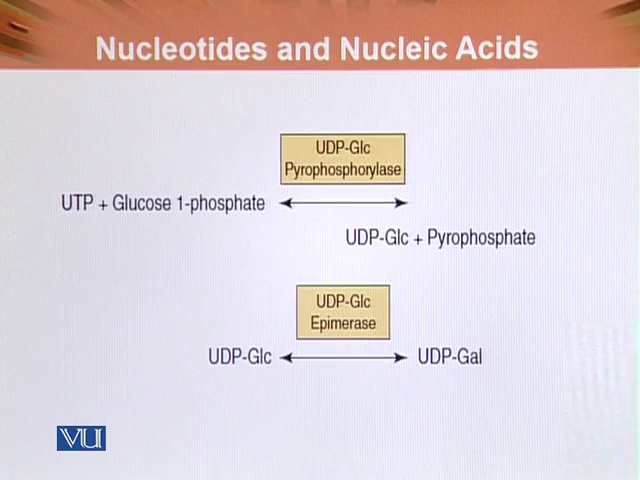 Nucleotides and Nucleic Acids
UDP-Glc
Pyrophosphorylase
UTP + Glucose 1-phosphate
UDP-Glc + Pyrophosphate
UDP-Glc
Epimerase
UDP-Glc
UDP-Gal
VU